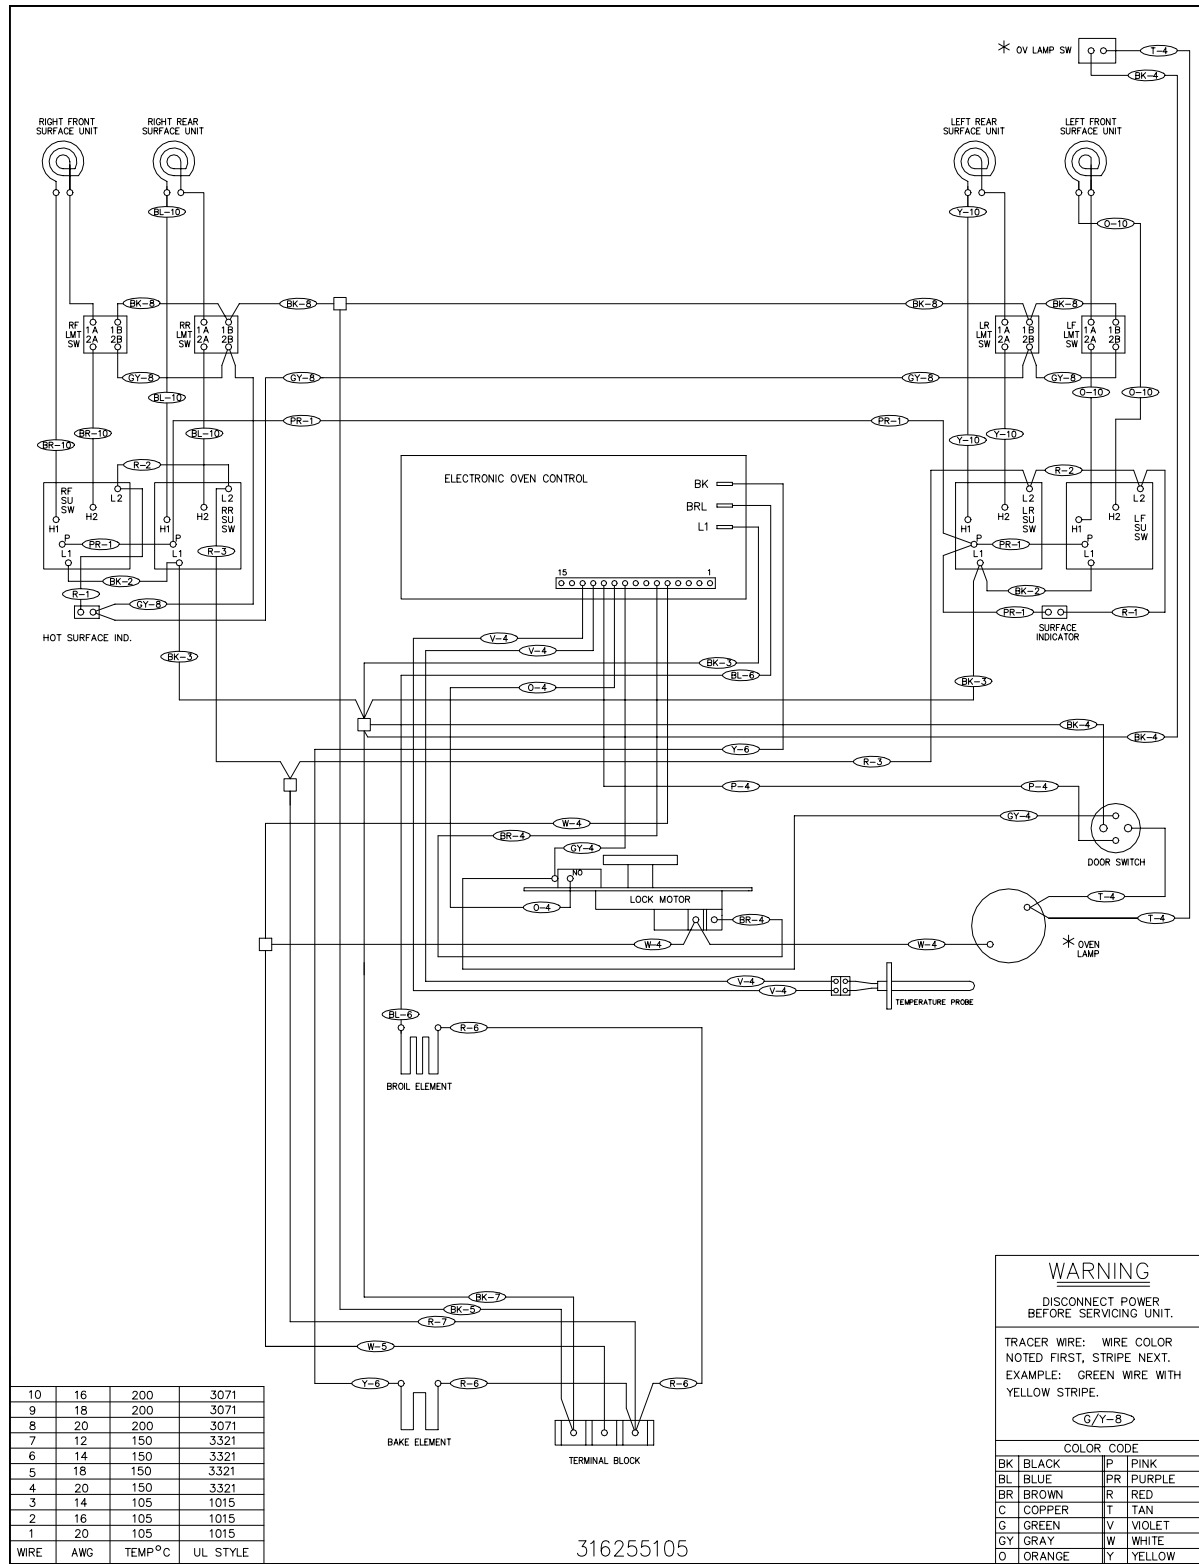 OV LAMP SW
T-4
BK-4
RIGHT FRONT
SURFACE UNIT
RIGHT REAR
SURFACE UNIT
LEFT REAR
SURFACE UNIT
LEFT FRONT
SURFACE UNIT
BL-10
Y-10
O-10
BK-8
BK-8
BK-8
BK-8
RF
LMT
SW
1A 1B
2A 2B
RR
LMT
SW
1A 1B
2A 2B
LR
LMT
SW
1A 1B
2A 2B
LF
LMT
SW
1A 1B
2A 2B
GY-8
GY-8
GY-8
GY-8
BL-10
O-10
O-10
PR-1
PR-1
BR-10
BR-10
BL-10
Y-10
Y-10
R-2
R-2
ELECTRONIC OVEN CONTROL
BK
BRL
L1
15
1
RF
SU
SW
L2
H1
H2
P
L1
PR-1
RR
SU
SW
L2
H1
H2
P
L1
R-3
LR
SU
SW
L2
H1
H2
P
L1
PR-1
LF
SU
SW
L2
H1
H2
P
L1
BK-2
R-1
GY-8
HOT SURFACE IND.
BK-2
PR-1
R-1
SURFACE
INDICATOR
V-4
V-4
BK-3
BK-3
BL-6
O-4
BK-3
BK-4
BK-4
Y-6
R-3
P-4
P-4
W-4
GY-4
BR-4
GY-4
DOOR SWITCH
NO
LOCK MOTOR
O-4
BR-4
T-4
T-4
W-4
W-4
OVEN
LAMP
V-4
V-4
TEMPERATURE PROBE
BL-6
R-6
BROIL ELEMENT
BK-7
BK-5
R-7
W-5
Y-6
R-6
R-6
BAKE ELEMENT
TERMINAL BLOCK
WARNING
DISCONNECT POWER
BEFORE SERVICING UNIT.
TRACER WIRE: WIRE COLOR
NOTED FIRST, STRIPE NEXT.
EXAMPLE: GREEN WIRE WITH
YELLOW STRIPE.
G/Y-8
COLOR CODE
BK BLACK P PINK
BL BLUE PR PURPLE
BR BROWN R RED
C COPPER T TAN
G GREEN V VIOLET
GY GRAY W WHITE
O ORANGE Y YELLOW
10 16 200 3071
9 18 200 3071
8 20 200 3071
7 12 150 3321
6 14 150 3321
5 18 150 3321
4 20 150 3321
3 14 105 1015
2 16 105 1015
1 20 105 1015
WIRE AWG TEMP°C UL STYLE
316255105